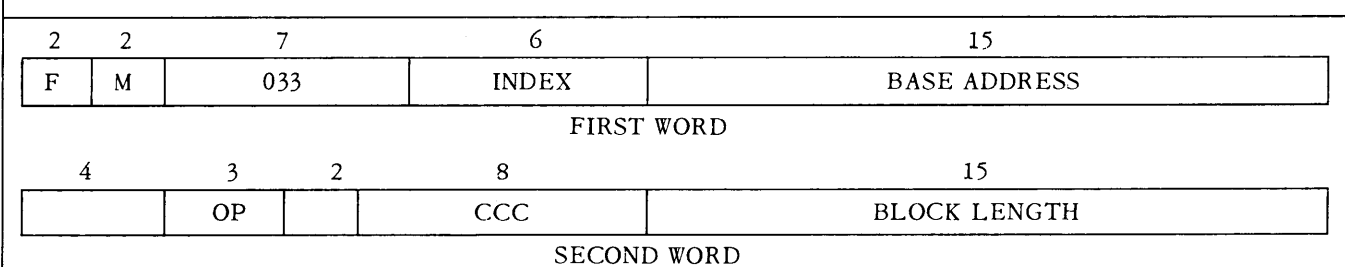 2 2 7 6 15
F M 033 INDEX BASE ADDRESS
FIRST WORD
4 3 2 8 15
OP CCC BLOCK LENGTH
SECOND WORD